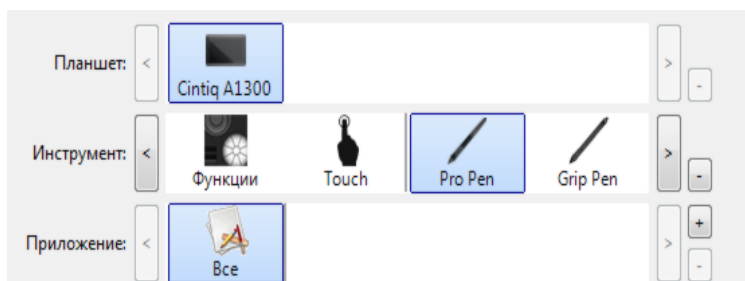 Планшет: < Cintiq A1300 > -
Инструмент: < Функции Touch Pro Pen Grip Pen > -
Приложение: < Все > + -